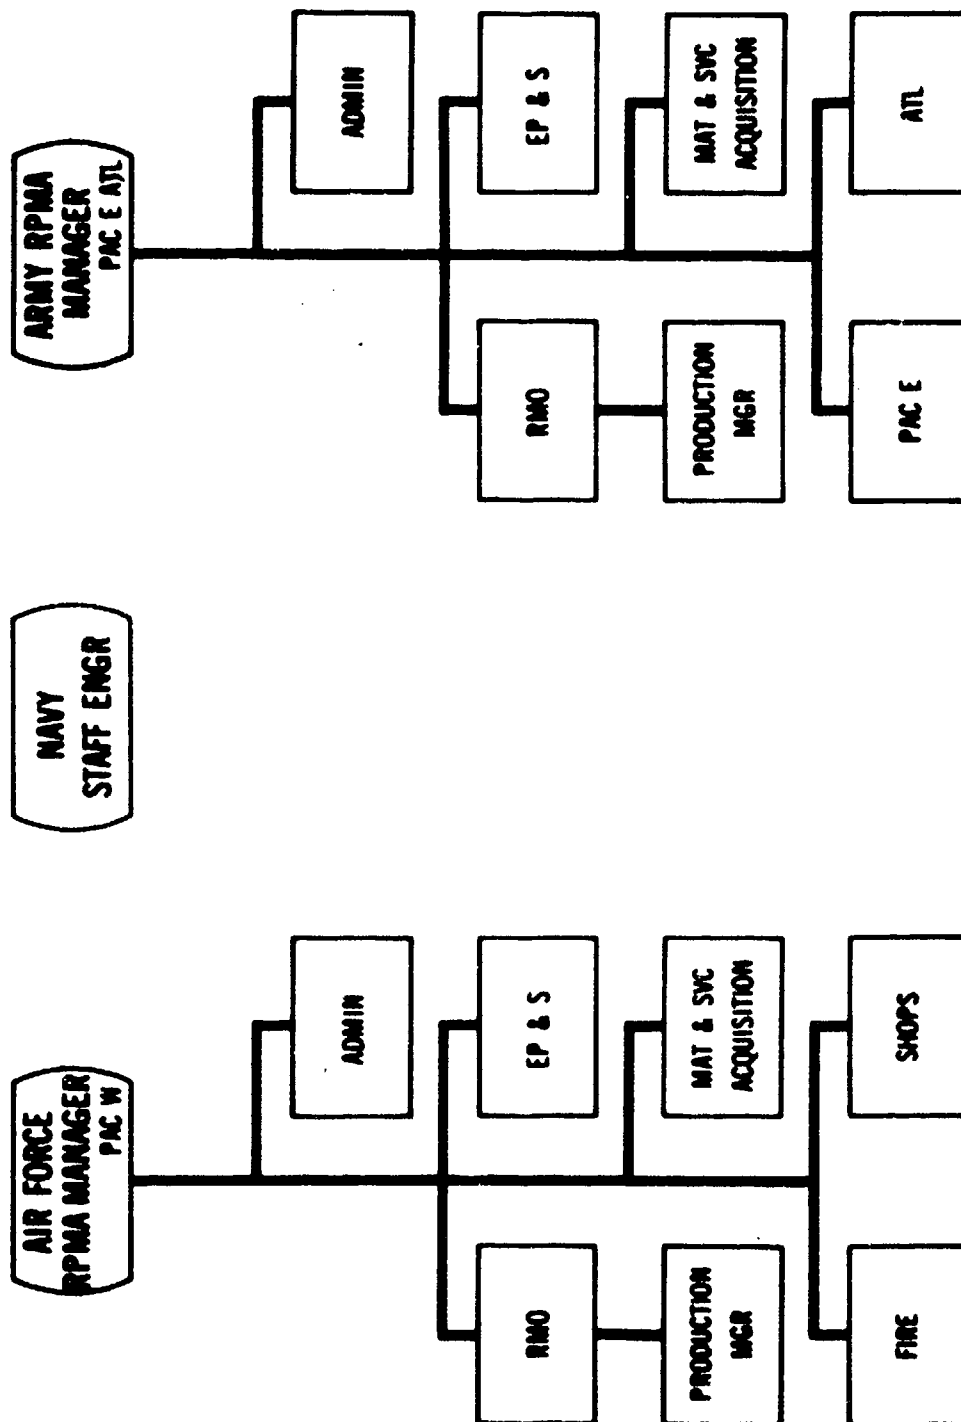 AIR FORCE
RPMA MANAGER
PAC W
ADMIN
RMO
EP & S
PRODUCTION
MGR
MAT & SVC
ACQUISITION
FIRE
SHOPS
NAVY
STAFF ENGR
ARMY RPMA
MANAGER
PAC E ATL
ADMIN
RMO
EP & S
PRODUCTION
MGR
MAT & SVC
ACQUISITION
PAC E
ATL